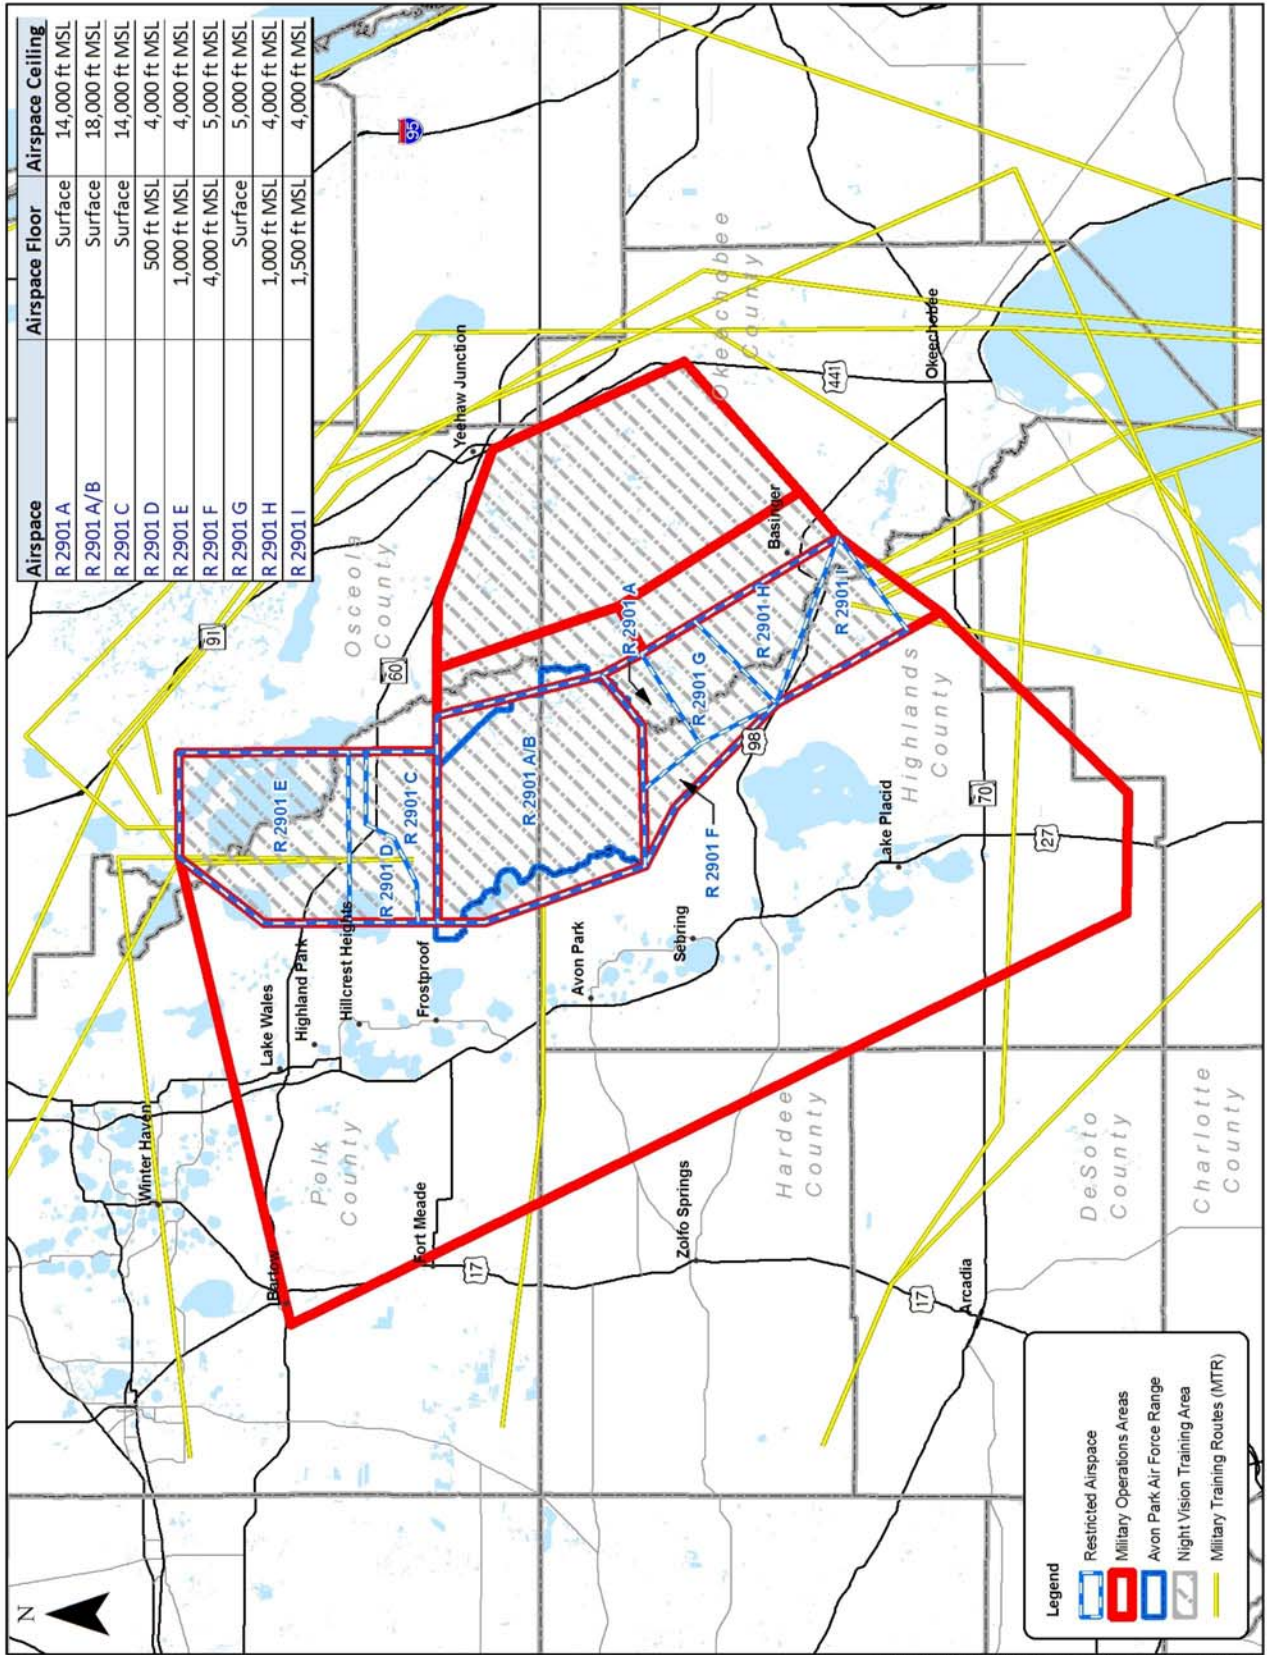 Airspace Airspace Floor Airspace Ceiling
R 2901 A Surface 14,000 ft MSL
R 2901 A/B Surface 18,000 ft MSL
R 2901 C Surface 14,000 ft MSL
R 2901 D 500 ft MSL 4,000 ft MSL
R 2901 E 1,000 ft MSL 4,000 ft MSL
R 2901 F 4,000 ft MSL 5,000 ft MSL
R 2901 G Surface 5,000 ft MSL
R 2901 H 1,000 ft MSL 4,000 ft MSL
R 2901 I 1,500 ft MSL 4,000 ft MSL
N
95
91
Winter Haven
Osceola
County
Lake Wales
Bartow
Highland Park
R 2901 E
60
Polk
County
Hillcrest Heights
R 2901 D
R 2901 C
Yeehaw Junction
Fort Meade
Frostproof
17
R 2901 A/B
Avon Park
R 2901 A
Zolfo Springs
Sebring
R 2901 G
R 2901 F
Okeechobee
County
98
R 2901 H
Basinger
Hardee
County
441
R 2901 I
Lake Placid
Highlands
County
Okeechobee
17
Arcadia
70
27
DeSoto
County
Charlotte
County
Legend
Restricted Airspace
Military Operations Areas
Avon Park Air Force Range
Night Vision Training Area
Military Training Routes (MTR)